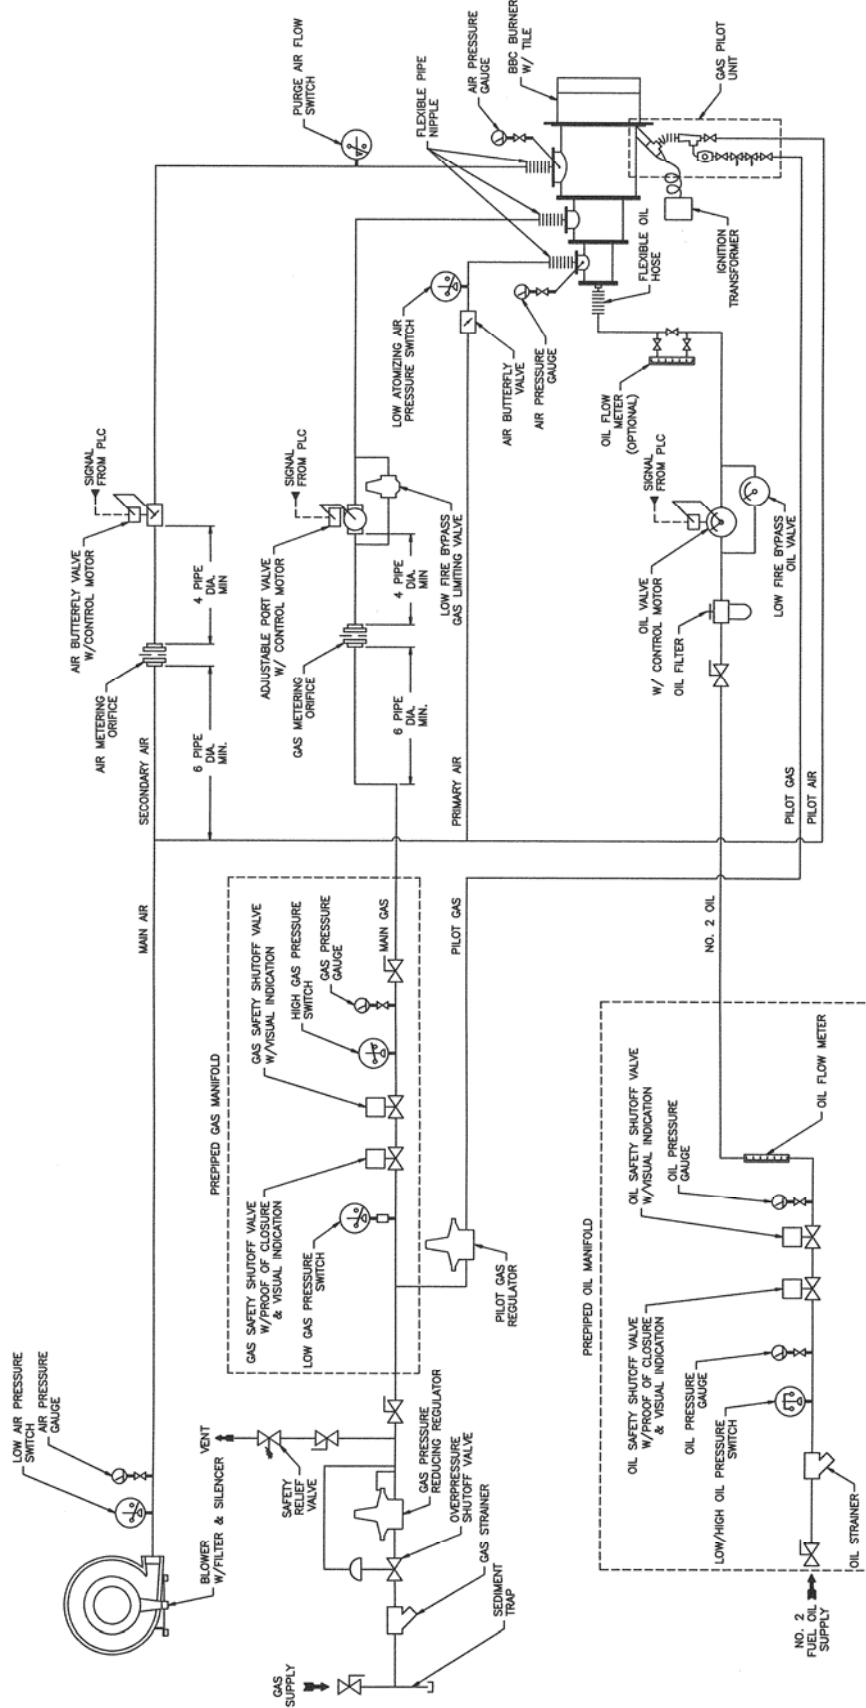 LOW AIR PRESSURE
SWITCH
AIR PRESSURE
GAUGE
BLOWER
W/FILTER & SILENCER
MAIN AIR
SECONDARY AIR
6 PIPE
DIA.
MIN.
AIR METERING
ORIFICE
4 PIPE
DIA.
MIN
AIR BUTTERFLY VALVE
W/CONTROL MOTOR
SIGNAL
FROM PLC
PURGE AIR FLOW
SWITCH
GAS
SUPPLY
SEDIMENT
TRAP
GAS STRAINER
OVERPRESSURE
SHUTOFF VALVE
GAS PRESSURE
REDUCING REGULATOR
SAFETY
RELIEF
VALVE
VENT
PREPIPED GAS MANIFOLD
LOW GAS PRESSURE
SWITCH
GAS SAFETY SHUTOFF VALVE
W/PROOF OF CLOSURE
& VISUAL INDICATION
GAS SAFETY SHUTOFF VALVE
W/VISUAL INDICATION
HIGH GAS PRESSURE
SWITCH
GAS PRESSURE
GAUGE
MAIN GAS
6 PIPE
DIA.
MIN.
GAS METERING
ORIFICE
4 PIPE
DIA.
MIN
ADJUSTABLE PORT VALVE
W/ CONTROL MOTOR
SIGNAL
FROM PLC
LOW FIRE BYPASS
GAS LIMITING VALVE
PILOT GAS
REGULATOR
PILOT GAS
PRIMARY AIR
LOW ATOMIZING AIR
PRESSURE SWITCH
AIR BUTTERFLY
VALVE
AIR PRESSURE
GAUGE
FLEXIBLE PIPE
NIPPLE
AIR PRESSURE
GAUGE
BBC BURNER
W/ TILE
GAS PILOT
UNIT
IGNITION
TRANSFORMER
FLEXIBLE OIL
HOSE
OIL FLOW
METER
(OPTIONAL)
NO. 2
FUEL OIL
SUPPLY
OIL STRAINER
PREPIPED OIL MANIFOLD
LOW/HIGH OIL PRESSURE
SWITCH
OIL PRESSURE
GAUGE
OIL SAFETY SHUTOFF VALVE
W/PROOF OF CLOSURE
& VISUAL INDICATION
OIL SAFETY SHUTOFF VALVE
W/VISUAL INDICATION
OIL PRESSURE
GAUGE
OIL FLOW METER
NO. 2 OIL
OIL FILTER
OIL VALVE
W/ CONTROL MOTOR
SIGNAL
FROM PLC
LOW FIRE BYPASS
OIL VALVE
PILOT GAS
PILOT AIR